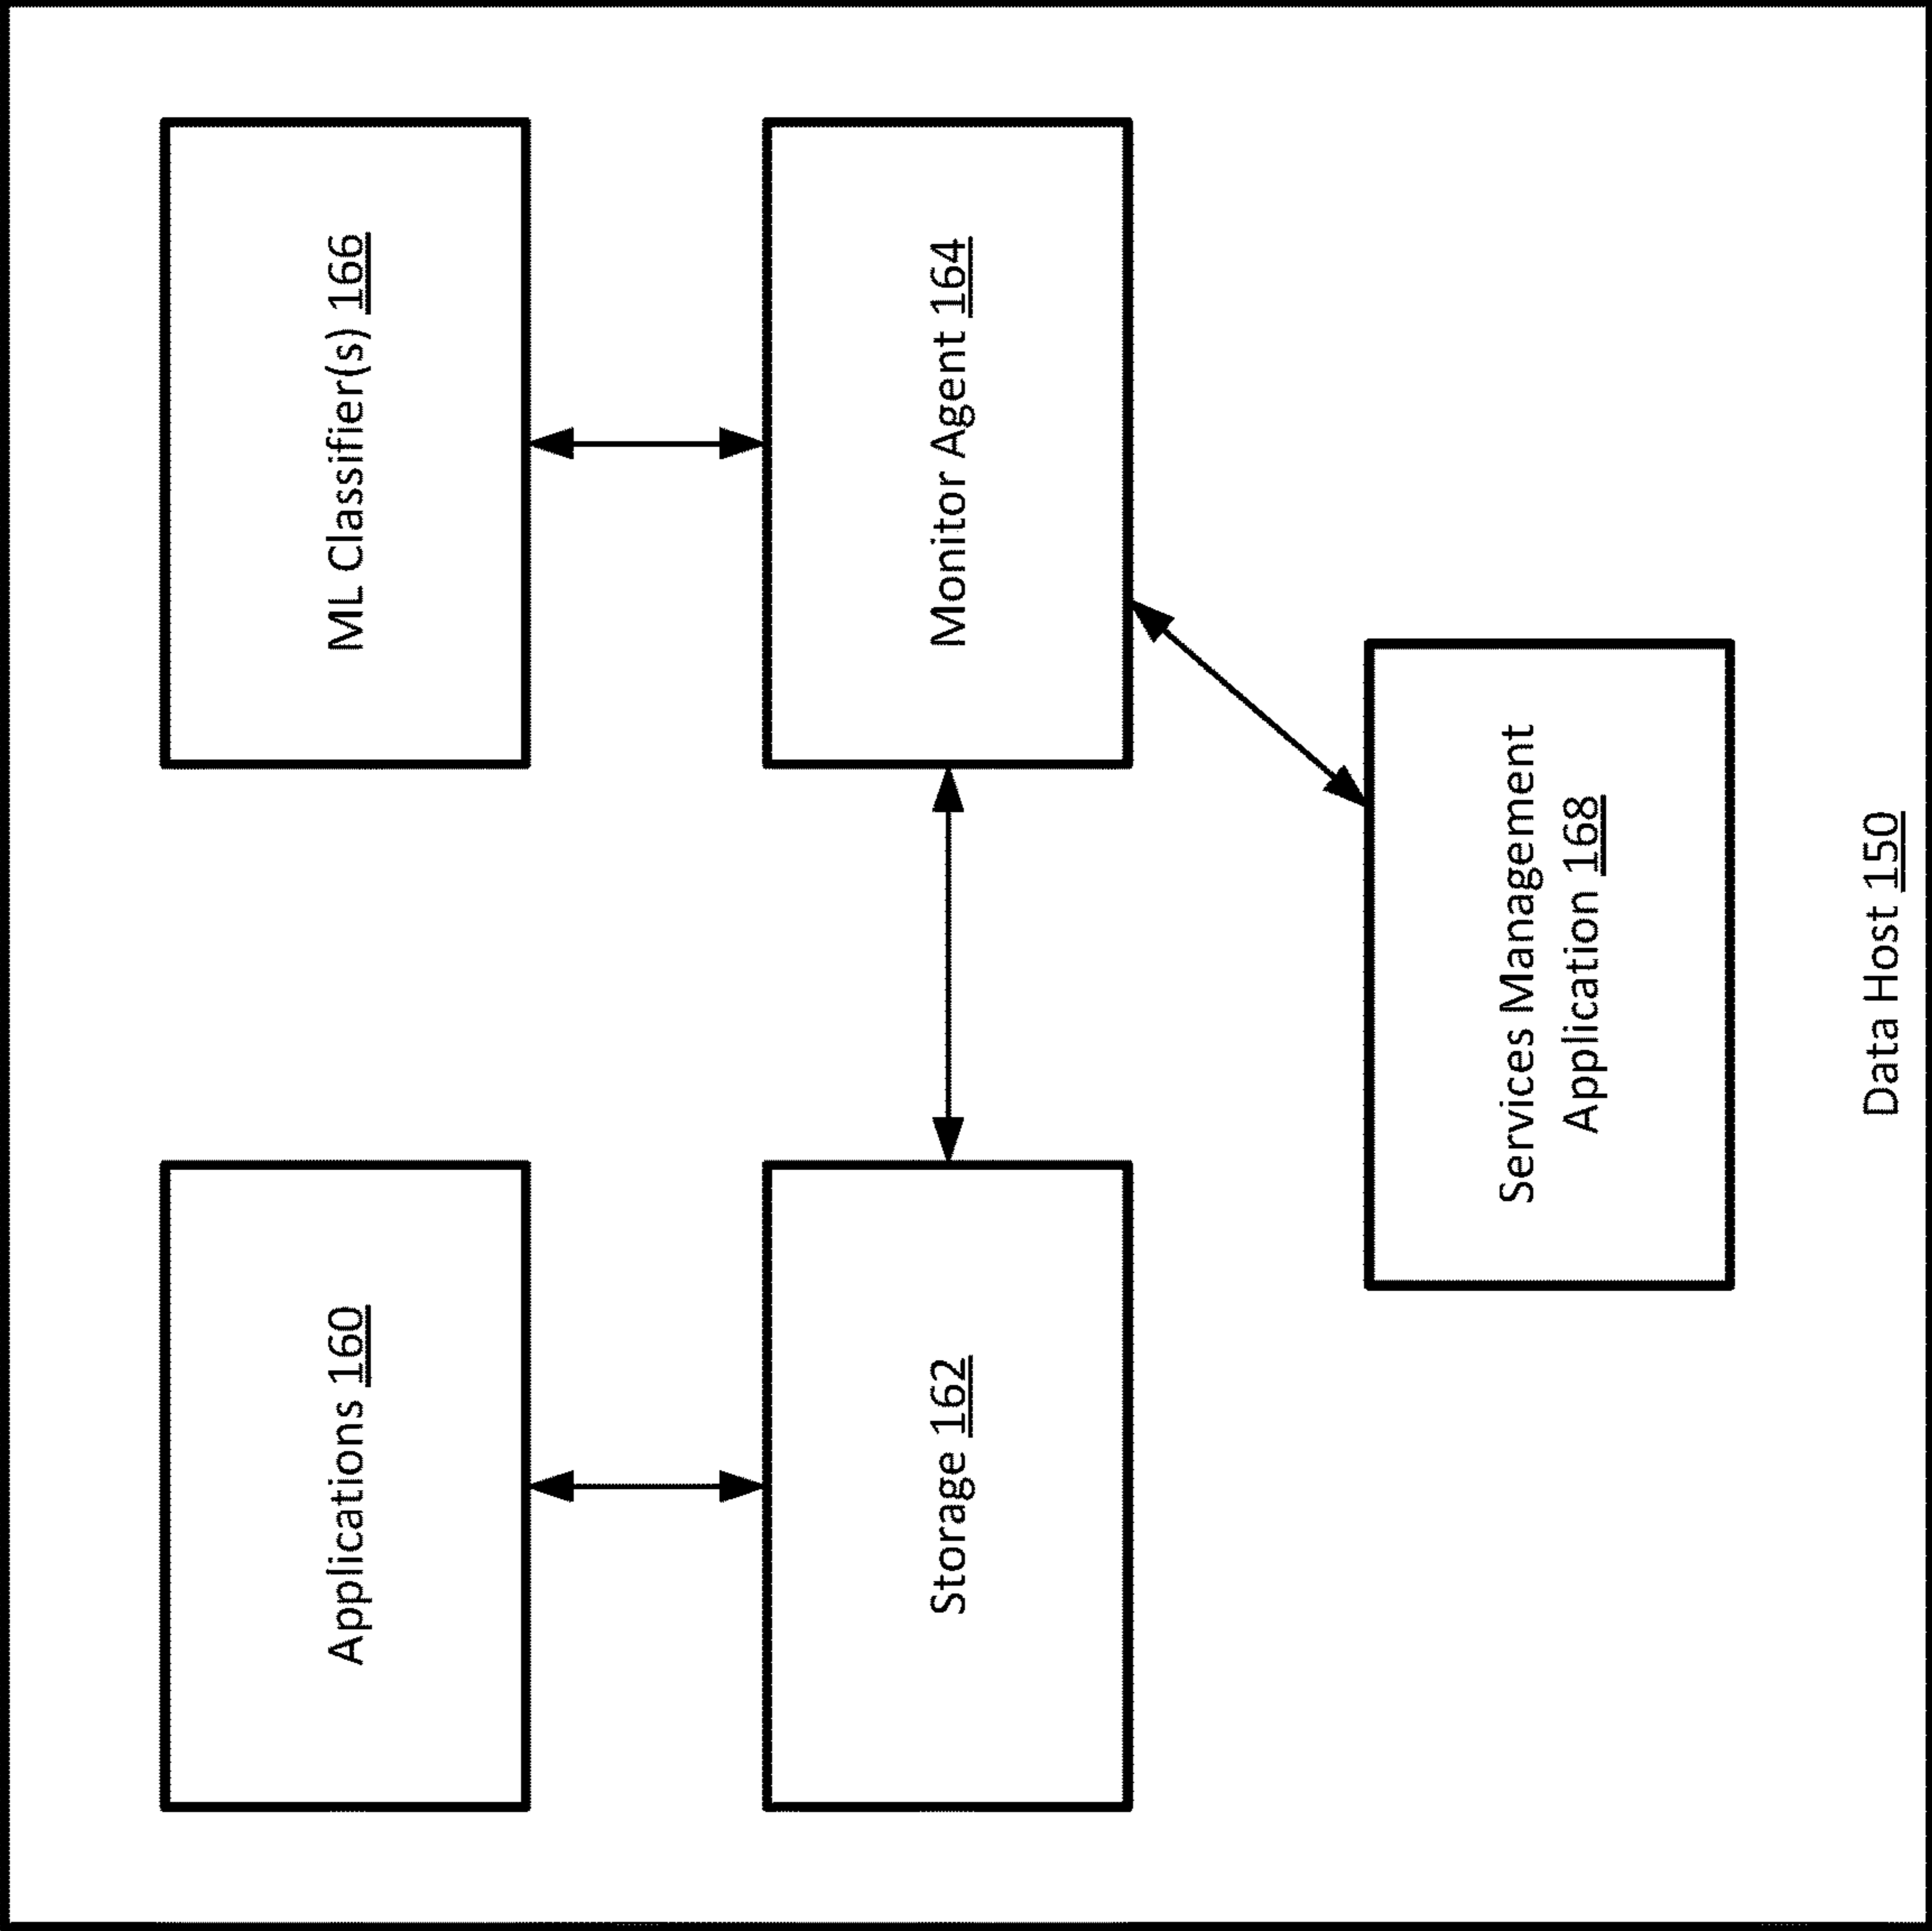 Applications 160
ML Classifier(s) 166
Storage 162
Monitor Agent 164
Services Management
Application 168
Data Host 150